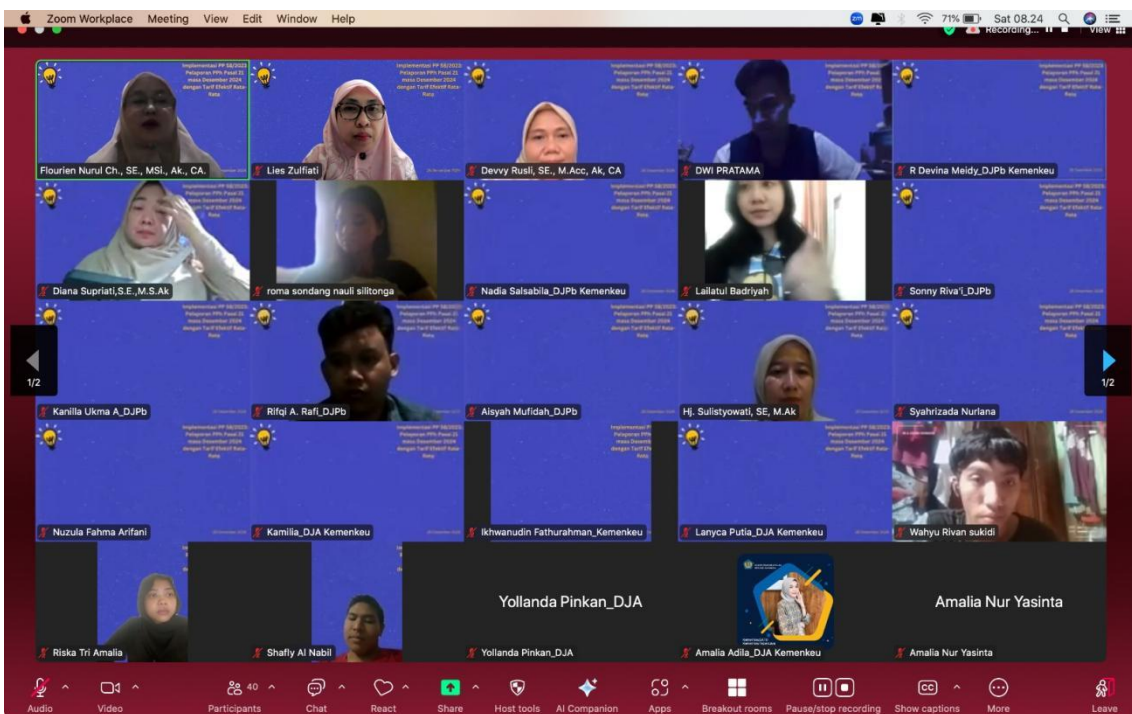 Zoom Workplace Meeting View Edit Window Help
zm 71% Sat 08.24
Recording... View
Implementasi PP 58/2023:
Pelaporan PPh Pasal 21
masa Desember 2024
dengan Tarif Efektif Rata-
Rata
Flourien Nurul Ch., SE., MSi., Ak., CA.
Lies Zulfiati
Devvy Rusli, SE., M.Acc, Ak, CA
DWI PRATAMA
R Devina Meidy_DJPb Kemenkeu
Diana Supriati,S.E.,M.S.Ak
roma sondang nauli silitonga
Nadia Salsabila_DJPb Kemenkeu
Lailatul Badriyah
Sonny Riva'i_DJPb
1/2
1/2
Kanilla Ukma A_DJPb
Rifqi A. Rafi_DJPb
Aisyah Mufidah_DJPb
Hj. Sulistyowati, SE, M.Ak
Syahrizada Nurlana
Nuzula Fahma Arifani
Kamilia_DJA Kemenkeu
Ikhwanudin Fathurahman_Kemenkeu
Lanyca Putia_DJA Kemenkeu
Wahyu Rivan sukidi
Yollanda Pinkan_DJA
Amalia Nur Yasinta
Riska Tri Amalia
Shafly Al Nabil
Yollanda Pinkan_DJA
Amalia Adila_DJA Kemenkeu
Amalia Nur Yasinta
40
CC
Audio Video Participants Chat React Share Host tools AI Companion Apps Breakout rooms Pause/stop recording Show captions More Leave